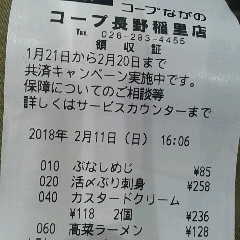 コープながの
コープ長野稲里店
TEL 026-283-4455
領収証
1月21日から2月20日まで
共済キャンペーン実施中です。
保障についてのご相談等
詳しくはサービスカウンターまで
2018年 2月11日(日) 16:06
010 ぶなしめじ ¥85
020 活〆ぶり刺身 ¥258
040 カスタードクリーム
¥118 2個 ¥236
060 高菜ラーメン ¥128